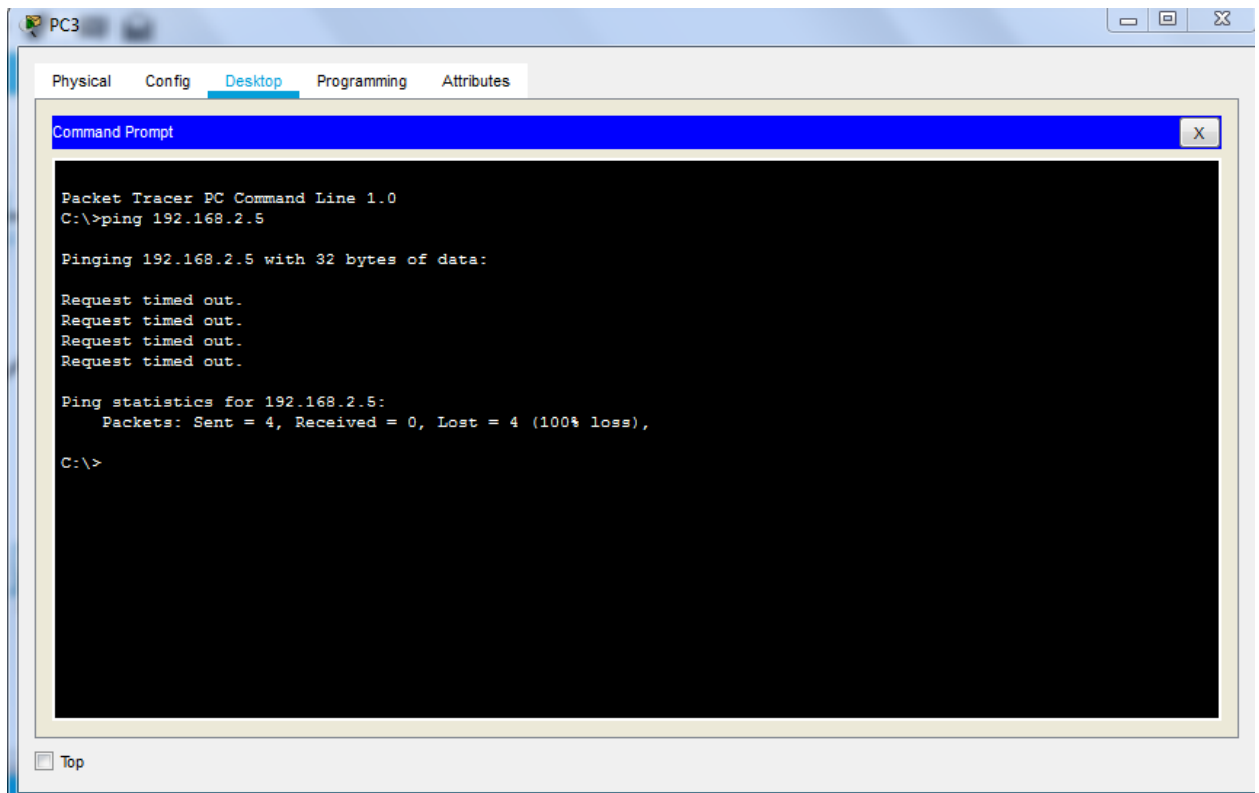 PC3
Physical Config Desktop Programming Attributes
Command Prompt
X
Packet Tracer PC Command Line 1.0
C:\>ping 192.168.2.5
Pinging 192.168.2.5 with 32 bytes of data:
Request timed out.
Request timed out.
Request timed out.
Request timed out.
Ping statistics for 192.168.2.5:
Packets: Sent = 4, Received = 0, Lost = 4 (100% loss),
C:\>
Top